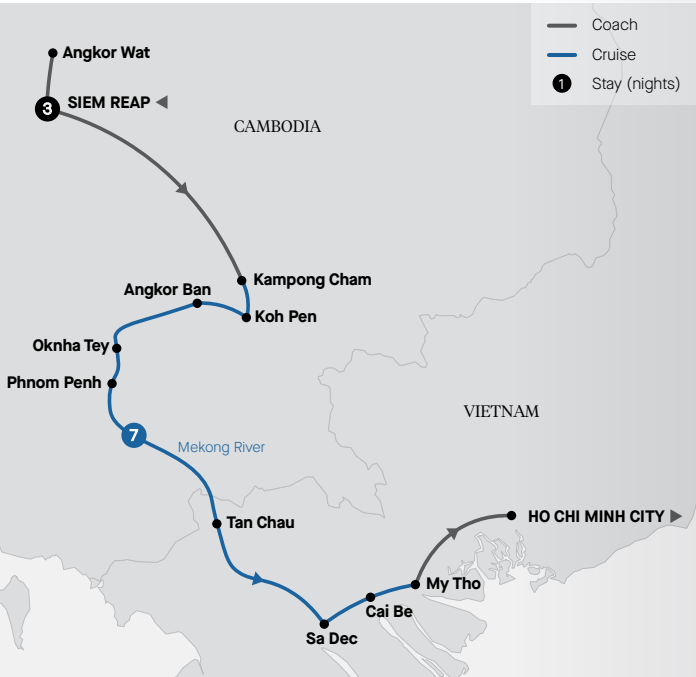 Coach
Cruise
1 Stay (nights)
Angkor Wat
3 SIEM REAP
CAMBODIA
Kampong Cham
Angkor Ban
Koh Pen
Oknha Tey
Phnom Penh
VIETNAM
7
Mekong River
Tan Chau
HO CHI MINH CITY
My Tho
Cai Be
Sa Dec